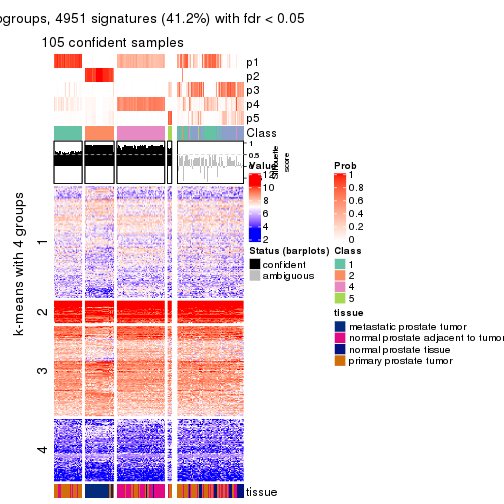 ogroups, 4951 signatures (41.2%) with fdr < 0.05
105 confident samples
p1
p2
p3
p4
p5
Class
1
0.5
0
Silhouette
score
k-means with 4 groups
1
2
3
4
tissue
Value
12
10
8
6
4
2
Status (barplots)
confident
ambiguous
Prob
1
0.8
0.6
0.4
0.2
0
Class
1
2
4
5
tissue
metastatic prostate tumor
normal prostate adjacent to tumor
normal prostate tissue
primary prostate tumor